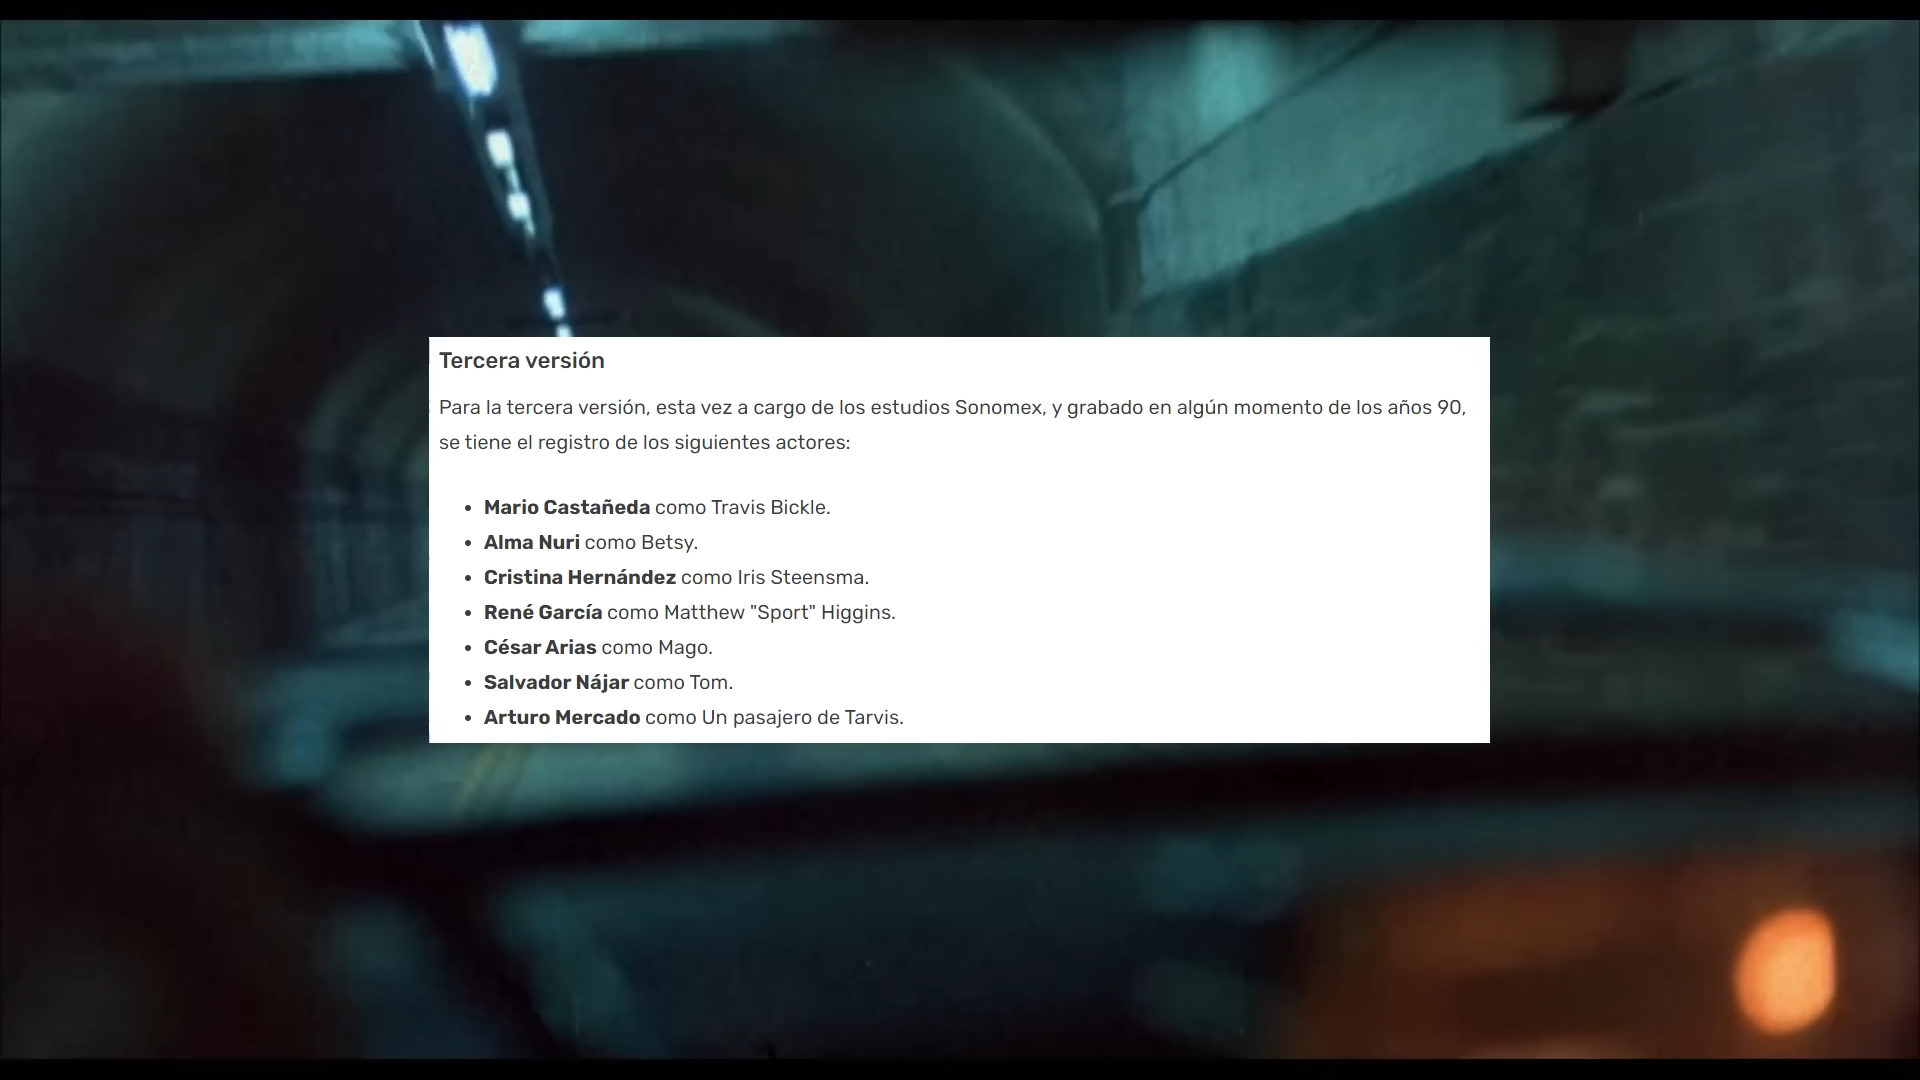 Tercera versión
Para la tercera versión, esta vez a cargo de los estudios Sonomex, y grabado en algún momento de los años 90,
se tiene el registro de los siguientes actores:
• Mario Castañeda como Travis Bickle.
• Alma Nuri como Betsy.
• Cristina Hernández como Iris Steensma.
• René García como Matthew "Sport" Higgins.
• César Arias como Mago.
• Salvador Nájar como Tom.
• Arturo Mercado como Un pasajero de Tarvis.